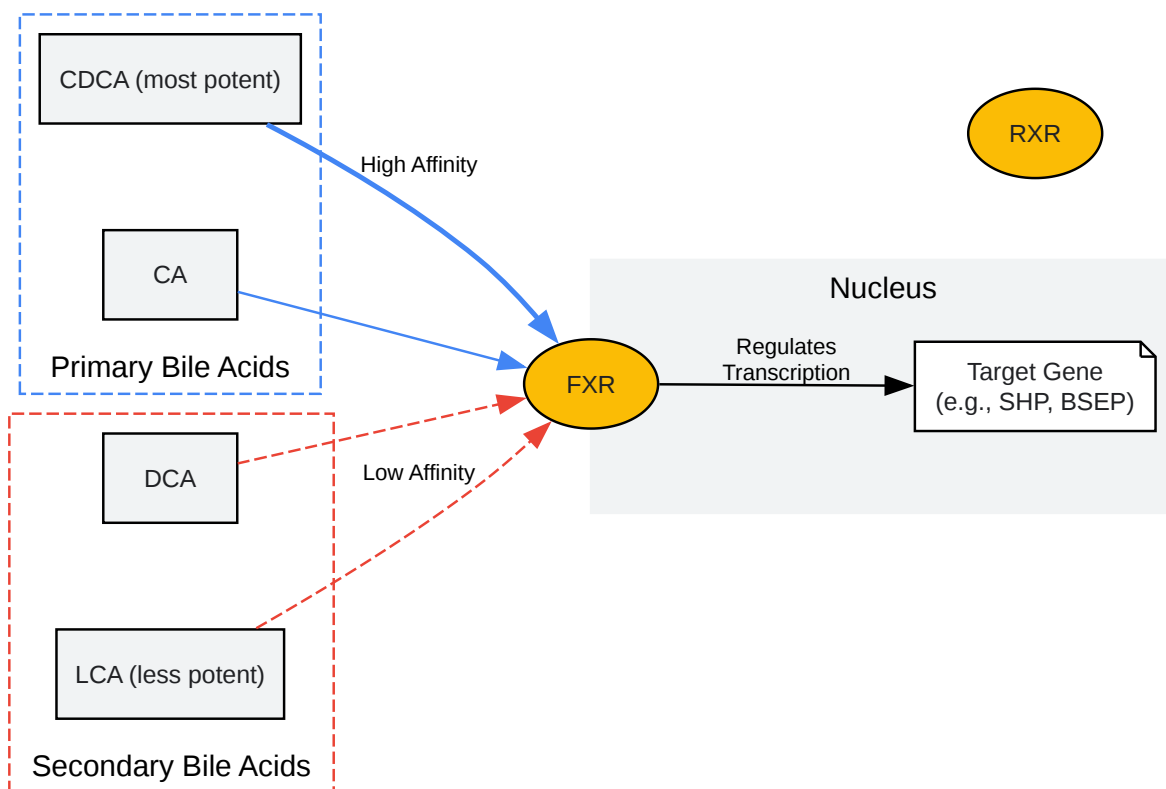 CDCA (most potent)
RXR
High Affinity
CA
Nucleus
Primary Bile Acids
Regulates
Transcription
FXR
Target Gene
(e.g., SHP, BSEP)
DCA
Low Affinity
LCA (less potent)
Secondary Bile Acids